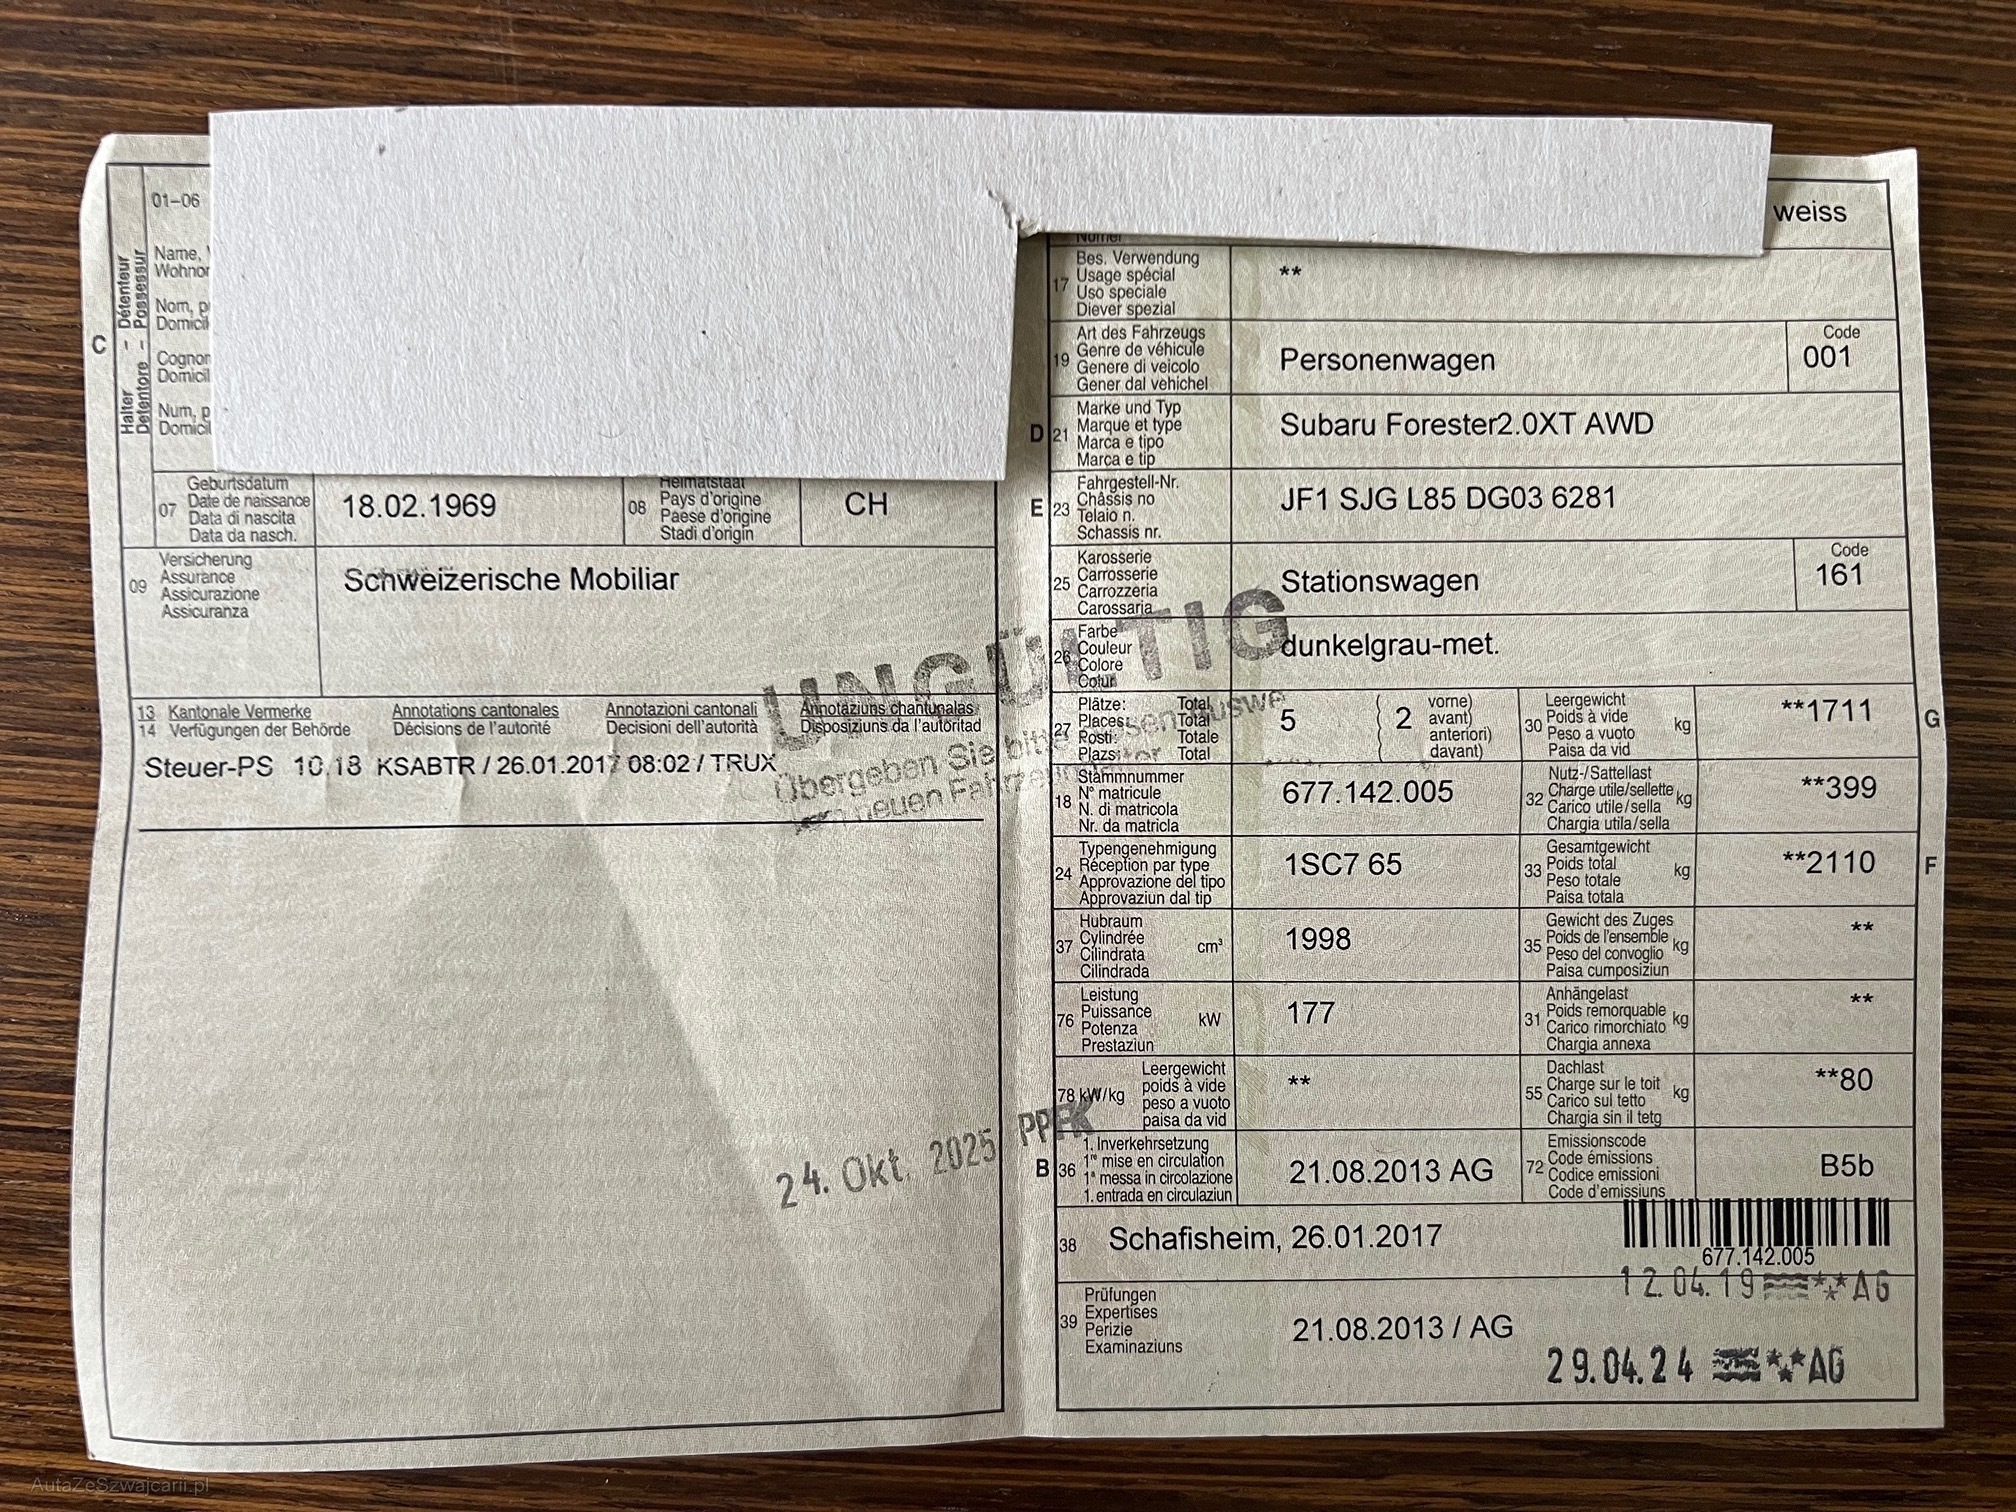 01–06
Name,
Wohnor
Nom, p
Domicil
Cognor
Domicil
Num, p
Domicil
C
Halter – Détenteur
Detentore – Possessur
07
Geburtsdatum
Date de naissance
Data di nascita
Data da nasch.
18.02.1969
08
Heimatstaat
Pays d'origine
Paese d'origine
Stadi d'origin
CH
09
Versicherung
Assurance
Assicurazione
Assicuranza
Schweizerische Mobiliar
13 Kantonale Vermerke Annotations cantonales Annotazioni cantonali Annotaziuns chantunalas
14 Verfügungen der Behörde Décisions de l'autorité Decisioni dell'autorità Disposiziuns da l'autoritad
Steuer-PS 10.18 KSABTR / 26.01.2017 08:02 / TRUX
UNGÜLTIG
Übergeben Sie bitte
neuen
24. Okt. 2025 PPFK
weiss
Numer
17
Bes. Verwendung
Usage spécial
Uso speciale
Diever spezial
**
19
Art des Fahrzeugs
Genre de véhicule
Genere di veicolo
Gener dal vehichel
Personenwagen
Code
001
D
21
Marke und Typ
Marque et type
Marca e tipo
Marca e tip
Subaru Forester2.0XT AWD
E
23
Fahrgestell-Nr.
Châssis no
Telaio n.
Schassis nr.
JF1 SJG L85 DG03 6281
25
Karosserie
Carrosserie
Carrozzeria
Carossaria
Stationswagen
Code
161
26
Farbe
Couleur
Colore
Colur
dunkelgrau-met.
27
Plätze: Total
Places: Total
Posti: Totale
Plazs: Total
5
( 2
vorne)
avant)
anteriori)
davant)
30
Leergewicht
Poids à vide
Peso a vuoto
Paisa da vid
kg
**1711
G
18
Stammnummer
N° matricule
N. di matricola
Nr. da matricla
677.142.005
32
Nutz-/Sattellast
Charge utile/sellette
Carico utile/sella
Chargia utila/sella
kg
**399
24
Typengenehmigung
Réception par type
Approvazione del tipo
Approvaziun dal tip
1SC7 65
33
Gesamtgewicht
Poids total
Peso totale
Paisa totala
kg
**2110
F
37
Hubraum
Cylindrée
Cilindrata
Cilindrada
cm³
1998
35
Gewicht des Zuges
Poids de l'ensemble
Peso del convoglio
Paisa cumposiziun
kg
**
76
Leistung
Puissance
Potenza
Prestaziun
kW
177
31
Anhängelast
Poids remorquable
Carico rimorchiato
Chargia annexa
kg
**
78 kW/kg
Leergewicht
poids à vide
peso a vuoto
paisa da vid
**
55
Dachlast
Charge sur le toit
Carico sul tetto
Chargia sin il tetg
kg
**80
B
36
1. Inverkehrsetzung
1re mise en circulation
1a messa in circolazione
1. entrada en circulaziun
21.08.2013 AG
72
Emissionscode
Code émissions
Codice emissioni
Code d'emissiuns
B5b
38
Schafisheim, 26.01.2017
677.142.005
12.04.19 AG
39
Prüfungen
Expertises
Perizie
Examinaziuns
21.08.2013 / AG
29.04.24 AG
AutaZeSzwajcarii.pl